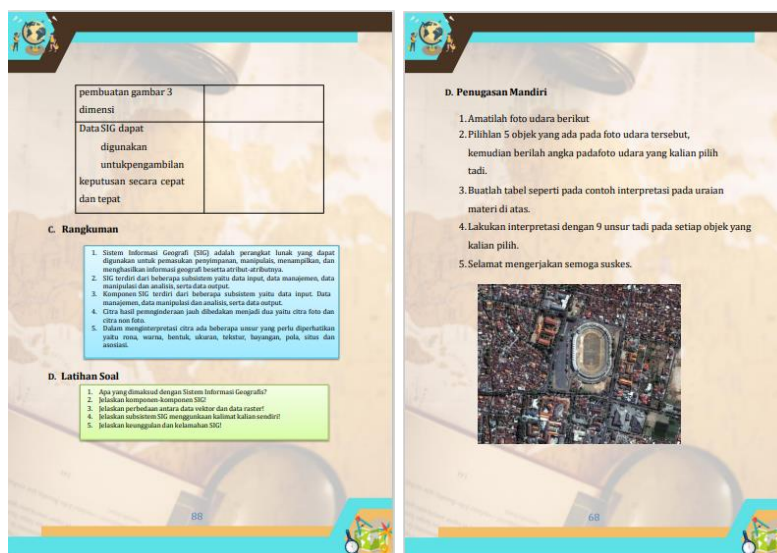 pembuatan gambar 3
dimensi
Data SIG dapat
digunakan
untukpengambilan
keputusan secara cepat
dan tepat
C. Rangkuman
1. Sistem Informasi Geografi (SIG) adalah perangkat lunak yang dapat
digunakan untuk pemasukan penyimpanan, manipulais, menampilkan, dan
menghasilkan informasi geografi besetta atribut-atributnya.
2. SIG terdiri dari beberapa subsistem yaitu data input, data manajemen, data
manipulasi dan analisis, serta data output.
3. Komponen SIG terdiri dari beberapa subsistem yaitu data input. Data
manajemen, data manipulasi dan analisis, serta data output.
4. Citra hasil pemnginderaan jauh dibedakan menjadi dua yaitu citra foto dan
citra non foto.
5. Dalam menginterpretasi citra ada beberapa unsur yang perlu diperhatikan
yaitu rona, warna, bentuk, ukuran, tekstur, bayangan, pola, situs dan
asosiasi.
D. Latihan Soal
1. Apa yang dimaksud dengan Sistem Informasi Geografis?
2. Jelaskan komponen-komponen SIG!
3. Jelaskan perbedaan antara data vektor dan data raster!
4. Jelaskan subsistem SIG menggunkaan kalimat kalian sendiri!
5. Jelaskan keunggulan dan kelamahan SIG!
88
D. Penugasan Mandiri
1. Amatilah foto udara berikut
2. Pilihlan 5 objek yang ada pada foto udara tersebut,
kemudian berilah angka padafoto udara yang kalian pilih
tadi.
3. Buatlah tabel seperti pada contoh interpretasi pada uraian
materi di atas.
4. Lakukan interpretasi dengan 9 unsur tadi pada setiap objek yang
kalian pilih.
5. Selamat mengerjakan semoga suskes.
68